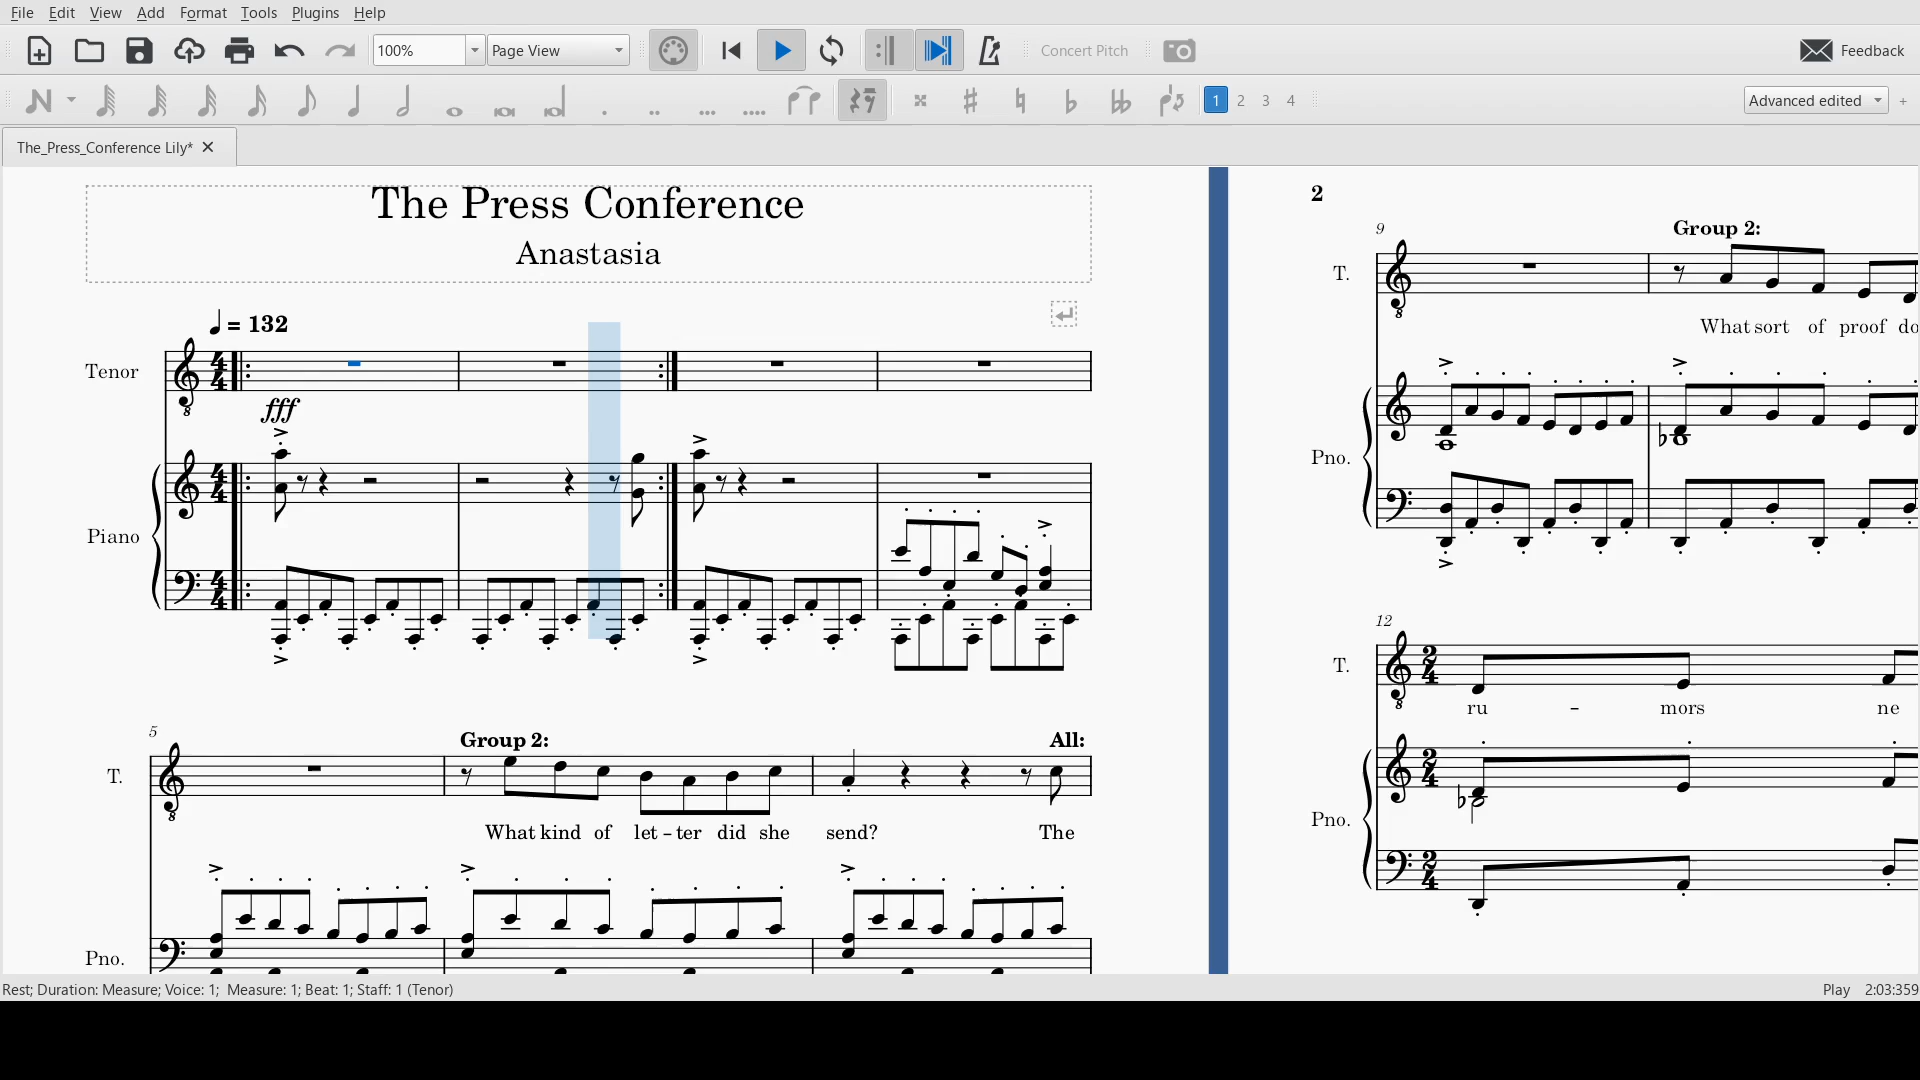 File Edit View Add Format Tools Plugins Help
100% Page View Concert Pitch Feedback
1 2 3 4 Advanced edited +
The_Press_Conference Lily*
The Press Conference
Anastasia
= 132
Tenor
fff
Piano
5
Group 2: All:
T.
What kind of let - ter did she send? The
Pno.
2
9
Group 2:
T.
What sort of proof do
Pno.
12
T.
ru - mors ne
Pno.
Rest; Duration: Measure; Voice: 1; Measure: 1; Beat: 1; Staff: 1 (Tenor) Play 2:03:359